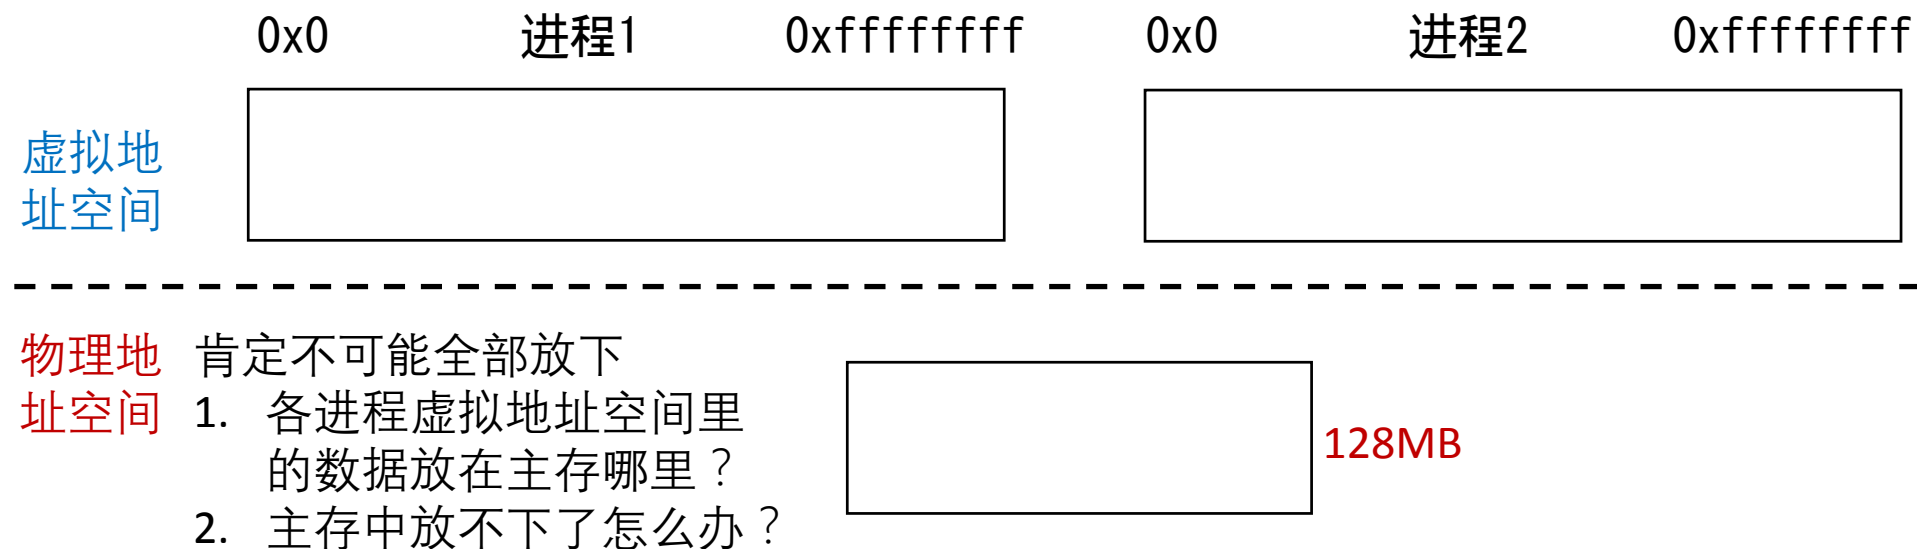 0x0 进程1 0xffffffff 0x0 进程2 0xffffffff
虚拟地
址空间
物理地
址空间
肯定不可能全部放下
1. 各进程虚拟地址空间里
的数据放在主存哪里？
2. 主存中放不下了怎么办？
128MB